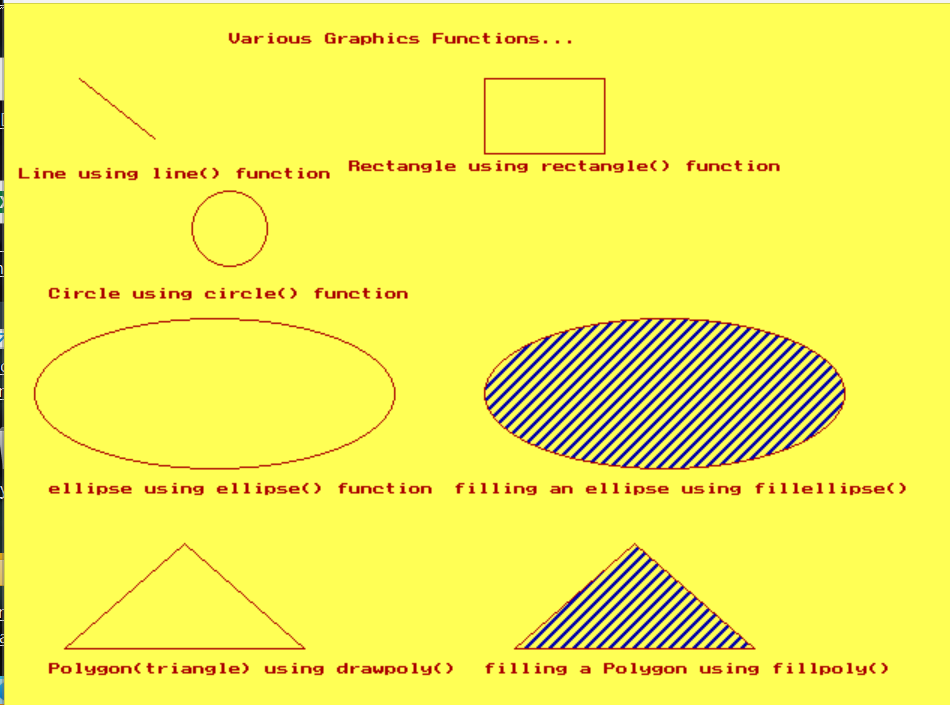 Various Graphics Functions...
Line using line() function
Rectangle using rectangle() function
Circle using circle() function
ellipse using ellipse() function
filling an ellipse using fillellipse()
Polygon(triangle) using drawpoly()
filling a Polygon using fillpoly()